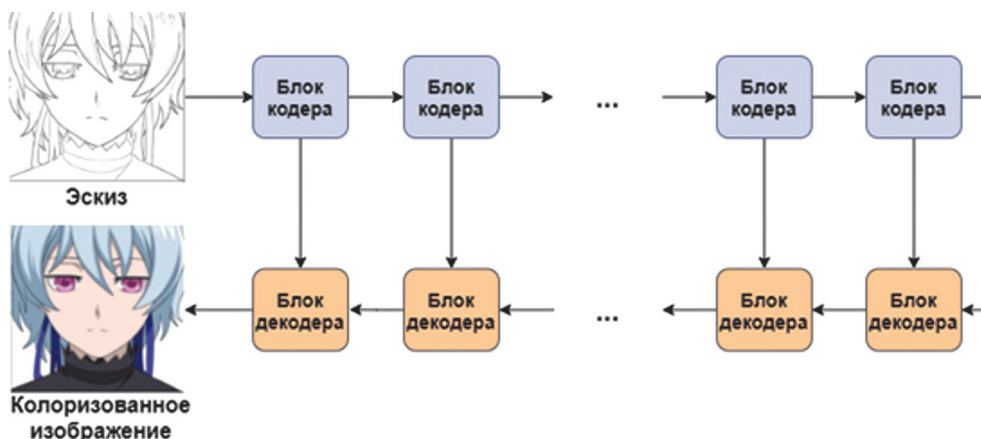 Блок
кодера
Блок
кодера
...
Блок
кодера
Блок
кодера
Эскиз
Блок
декодера
Блок
декодера
...
Блок
декодера
Блок
декодера
Колоризованное
изображение